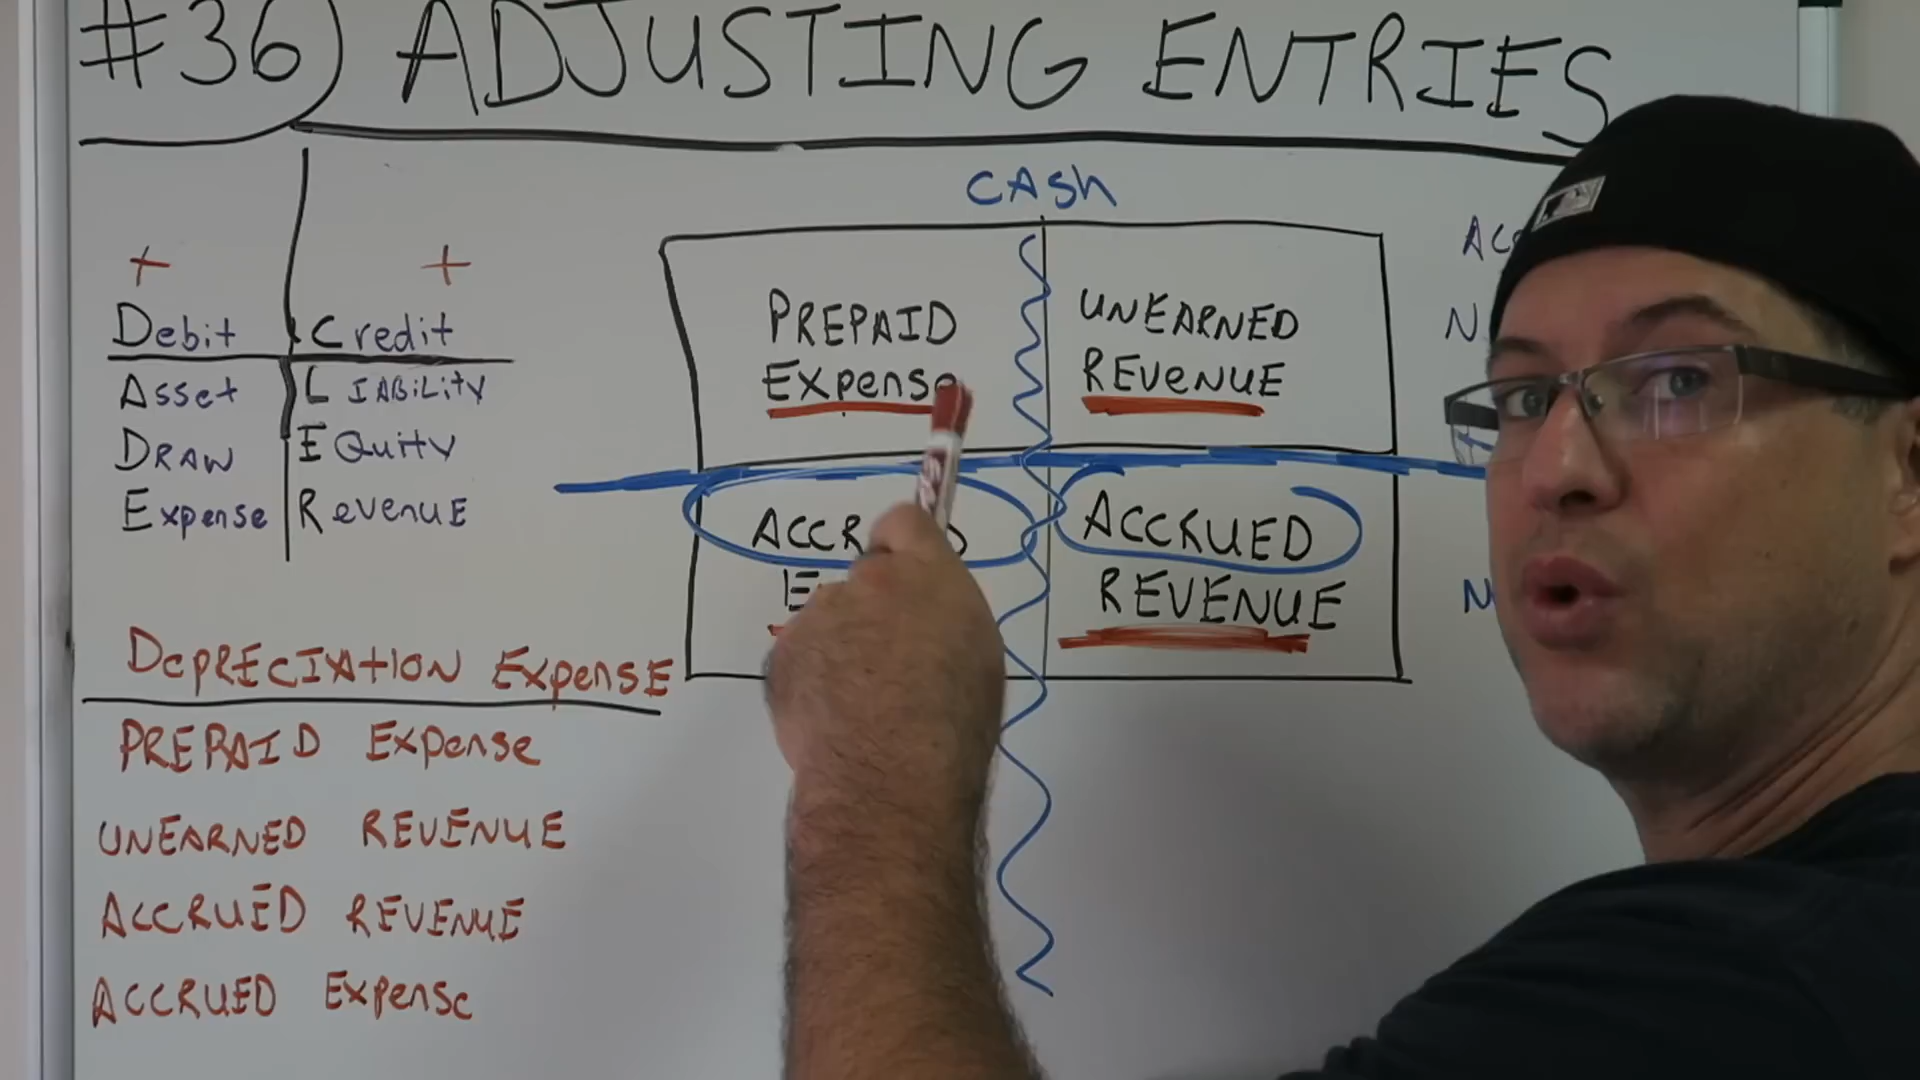 #36) ADJUSTING ENTRIES
CASh
+ +
Debit Credit
Asset LIABILITY
DRAW EQuity
Expense RevenuE
PREPAID
Expense
UNEARNED
REVeNUE
ACCRUED
REVENUE
DepRECIATION ExpensE
PREPAID Expense
UNEARNED REVENUE
ACCRUED REVENUE
ACCRUED Expense